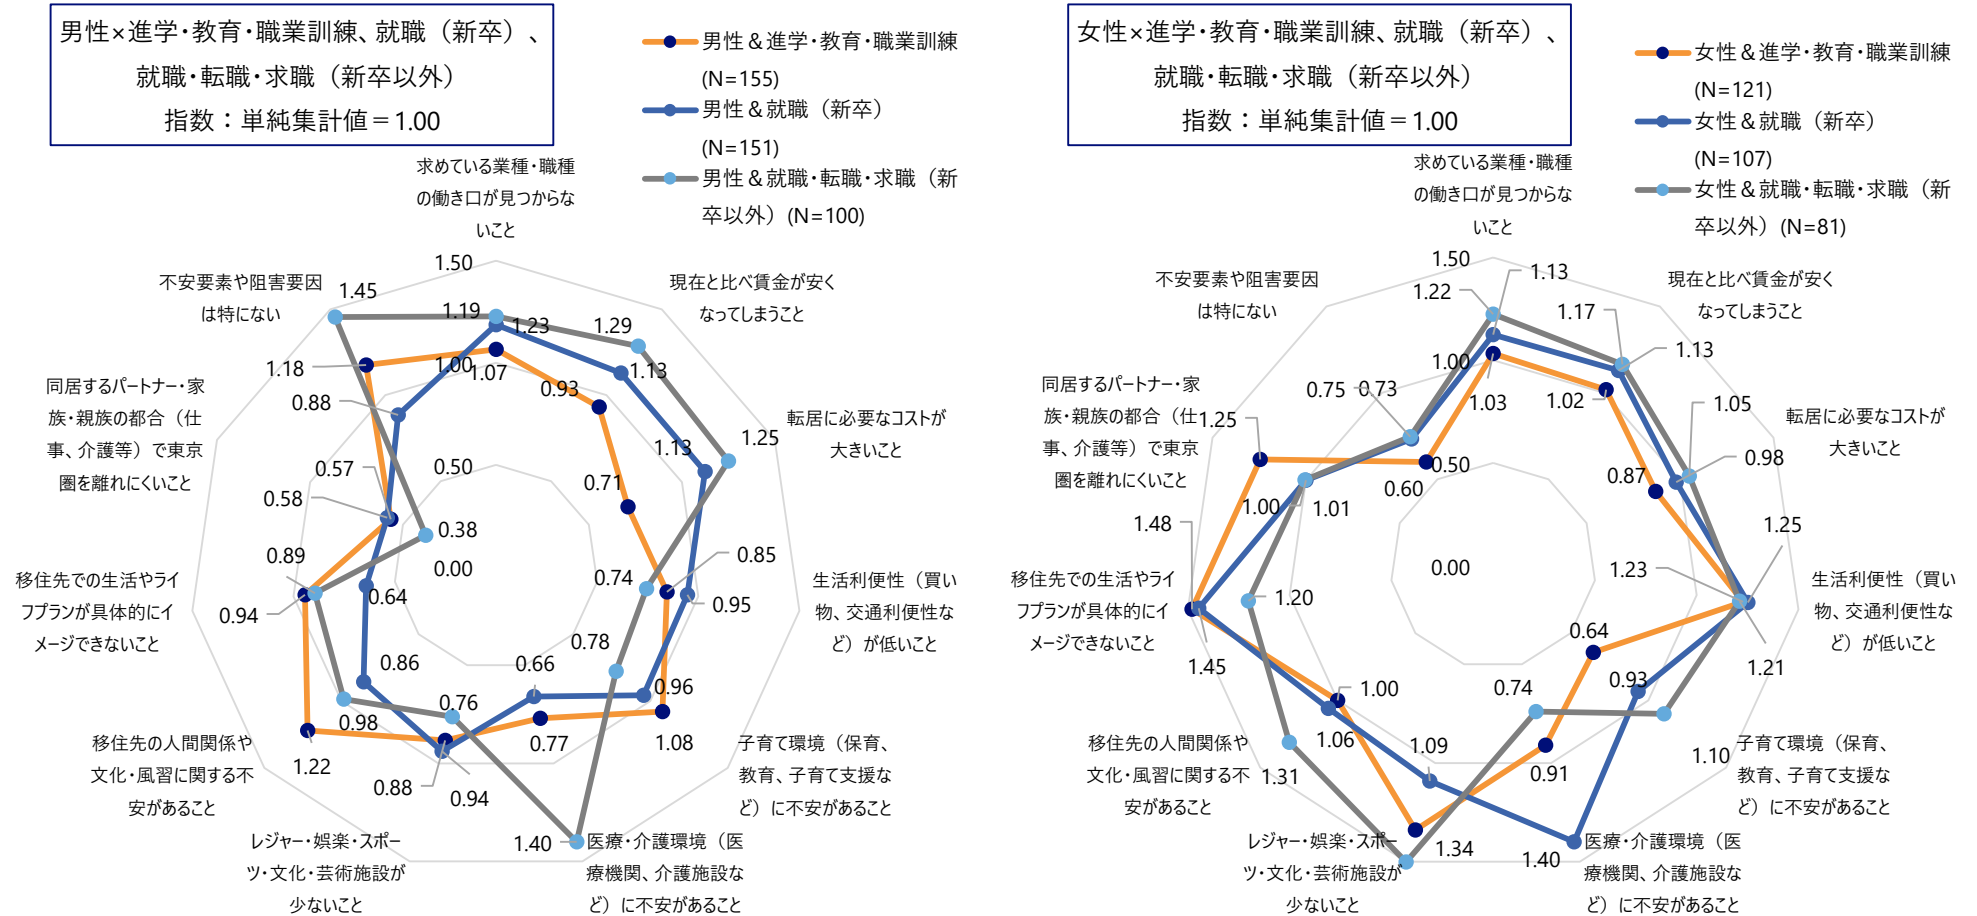 男性×進学・教育・職業訓練、就職（新卒）、
就職・転職・求職（新卒以外）
指数：単純集計値＝1.00
男性＆進学・教育・職業訓練
(N=155)
男性＆就職（新卒）
(N=151)
男性＆就職・転職・求職（新
卒以外）(N=100)
求めている業種・職種
の働き口が見つからな
いこと
現在と比べ賃金が安く
なってしまうこと
転居に必要なコストが
大きいこと
生活利便性（買い
物、交通利便性な
ど）が低いこと
子育て環境（保育、
教育、子育て支援な
ど）に不安があること
医療・介護環境（医
療機関、介護施設な
ど）に不安があること
レジャー・娯楽・スポー
ツ・文化・芸術施設が
少ないこと
移住先の人間関係や
文化・風習に関する不
安があること
移住先での生活やライ
フプランが具体的にイ
メージできないこと
同居するパートナー・家
族・親族の都合（仕
事、介護等）で東京
圏を離れにくいこと
不安要素や阻害要因
は特にない
1.50
1.00
0.50
0.00
1.45
1.19
1.23
1.29
1.18
1.07
0.93
1.13
0.88
1.13
1.25
0.71
0.57
0.58
0.38
0.85
0.89
0.74
0.95
0.94
0.64
0.78
0.86
0.66
0.96
0.76
0.98
0.77
1.08
1.22
0.88
0.94
1.40
女性×進学・教育・職業訓練、就職（新卒）、
就職・転職・求職（新卒以外）
指数：単純集計値＝1.00
女性＆進学・教育・職業訓練
(N=121)
女性＆就職（新卒）
(N=107)
女性＆就職・転職・求職（新
卒以外）(N=81)
求めている業種・職種
の働き口が見つからな
いこと
現在と比べ賃金が安く
なってしまうこと
転居に必要なコストが
大きいこと
生活利便性（買い
物、交通利便性な
ど）が低いこと
子育て環境（保育、
教育、子育て支援な
ど）に不安があること
医療・介護環境（医
療機関、介護施設な
ど）に不安があること
レジャー・娯楽・スポー
ツ・文化・芸術施設が
少ないこと
移住先の人間関係や
文化・風習に関する不
安があること
移住先での生活やライ
フプランが具体的にイ
メージできないこと
同居するパートナー・家
族・親族の都合（仕
事、介護等）で東京
圏を離れにくいこと
不安要素や阻害要因
は特にない
1.50
1.00
0.50
0.00
1.13
1.22
1.17
1.13
0.75
0.73
1.03
1.02
1.05
1.25
0.98
0.87
0.60
1.00
1.01
1.48
1.25
1.23
1.20
0.64
1.45
1.21
1.00
0.74
0.93
1.06
1.09
0.91
1.10
1.31
1.34
1.40